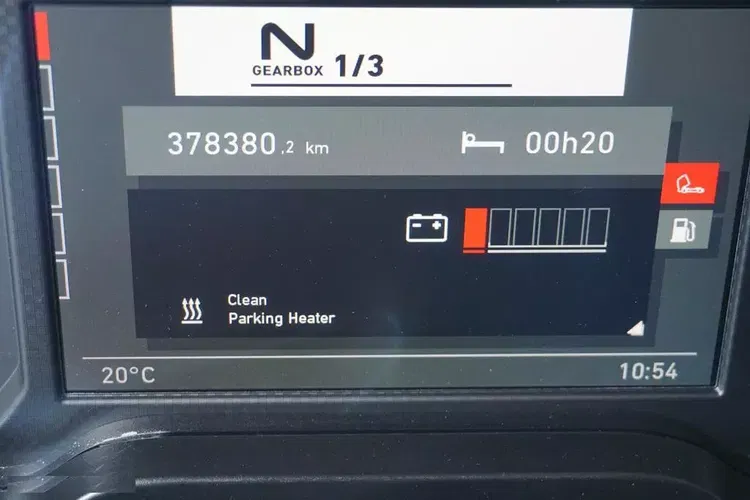 N
GEARBOX 1/3
378380,2 km 00h20
Clean
Parking Heater
20°C 10:54